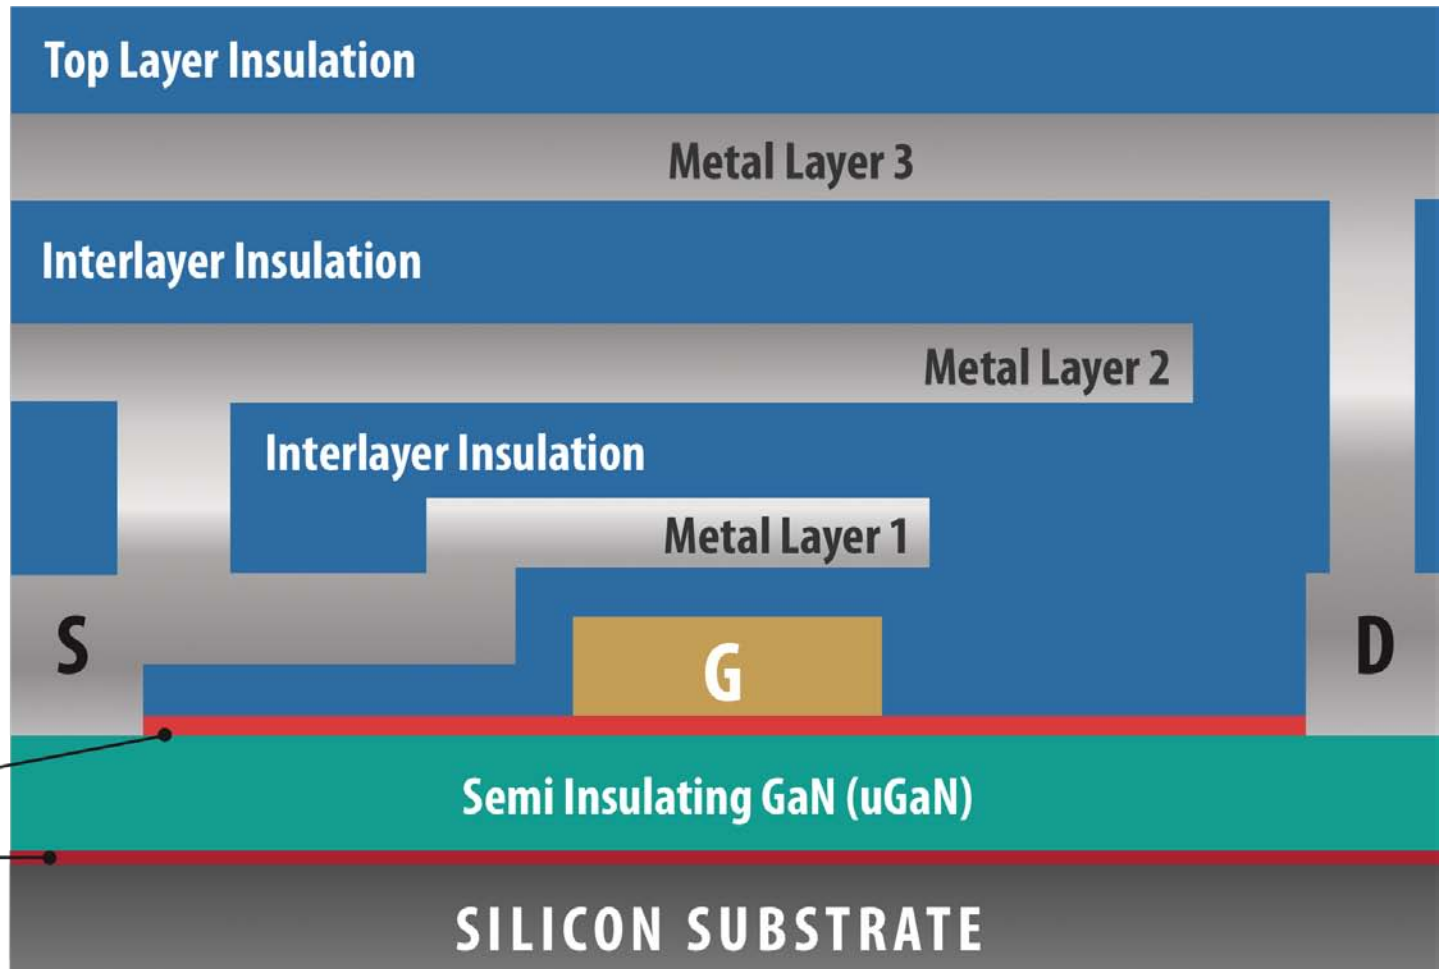 Top Layer Insulation
Metal Layer 3
Interlayer Insulation
Metal Layer 2
Interlayer Insulation
Metal Layer 1
S
G
D
Semi Insulating GaN (uGaN)
SILICON SUBSTRATE